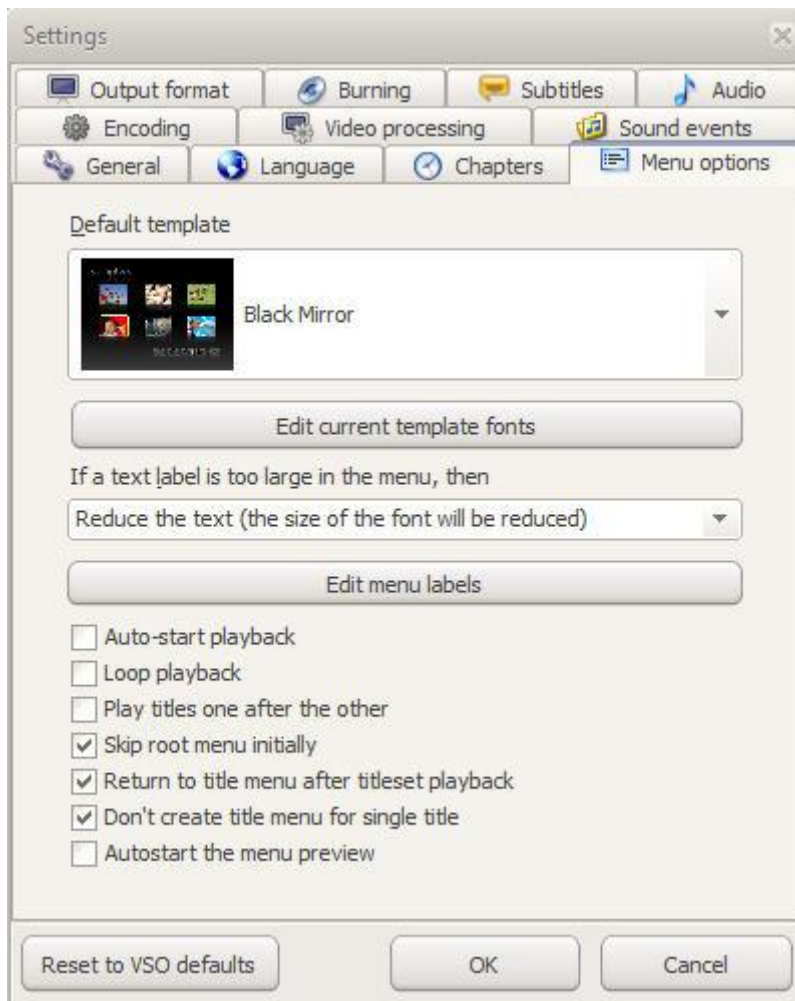 Settings
Output format Burning Subtitles Audio
Encoding Video processing Sound events
General Language Chapters Menu options
Default template
Black Mirror
Edit current template fonts
If a text label is too large in the menu, then
Reduce the text (the size of the font will be reduced)
Edit menu labels
Auto-start playback
Loop playback
Play titles one after the other
Skip root menu initially
Return to title menu after titleset playback
Don't create title menu for single title
Autostart the menu preview
Reset to VSO defaults OK Cancel